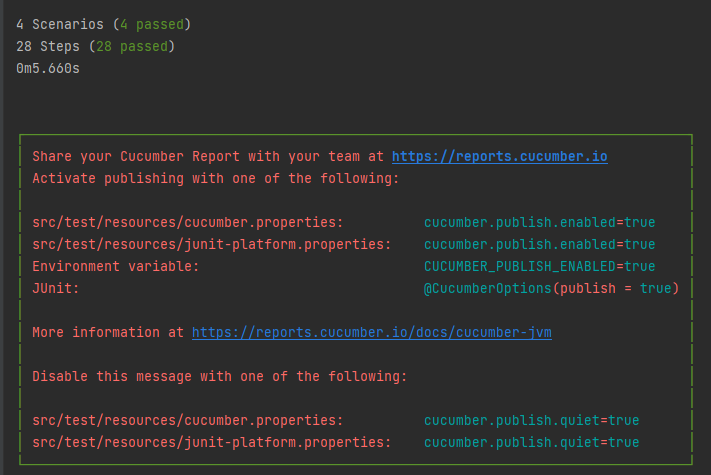 4 Scenarios (4 passed)
28 Steps (28 passed)
0m5.660s
Share your Cucumber Report with your team at https://reports.cucumber.io
Activate publishing with one of the following:
src/test/resources/cucumber.properties: cucumber.publish.enabled=true
src/test/resources/junit-platform.properties: cucumber.publish.enabled=true
Environment variable: CUCUMBER_PUBLISH_ENABLED=true
JUnit: @CucumberOptions(publish = true)
More information at https://reports.cucumber.io/docs/cucumber-jvm
Disable this message with one of the following:
src/test/resources/cucumber.properties: cucumber.publish.quiet=true
src/test/resources/junit-platform.properties: cucumber.publish.quiet=true